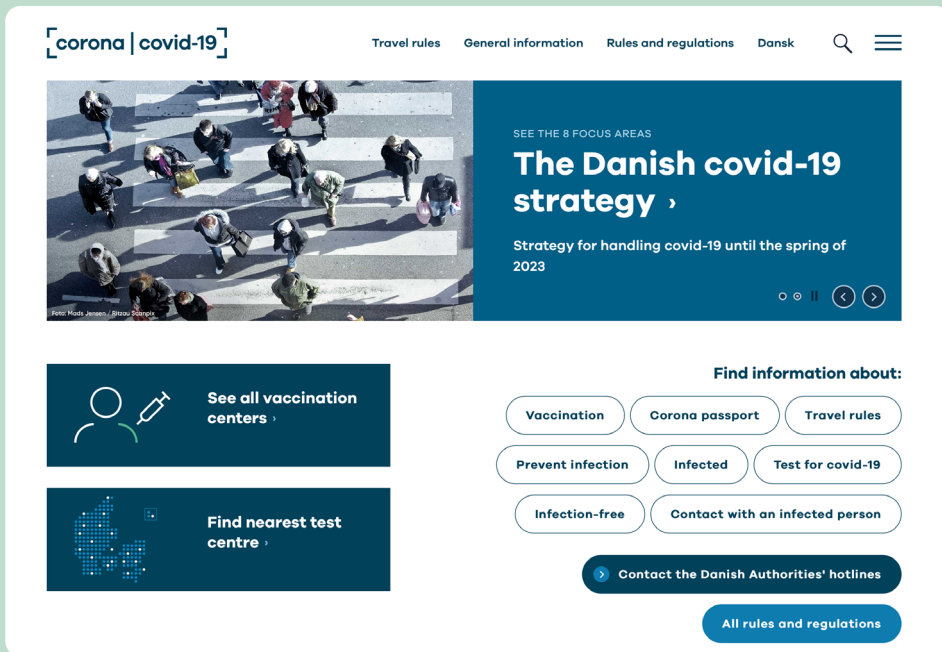 corona | covid-19
Travel rules
General information
Rules and regulations
Dansk
SEE THE 8 FOCUS AREAS
The Danish covid-19
strategy ›
Strategy for handling covid-19 until the spring of
2023
Foto: Mads Jensen / Ritzau Scanpix
See all vaccination
centers ›
Find nearest test
centre ›
Find information about:
Vaccination
Corona passport
Travel rules
Prevent infection
Infected
Test for covid-19
Infection-free
Contact with an infected person
Contact the Danish Authorities' hotlines
All rules and regulations